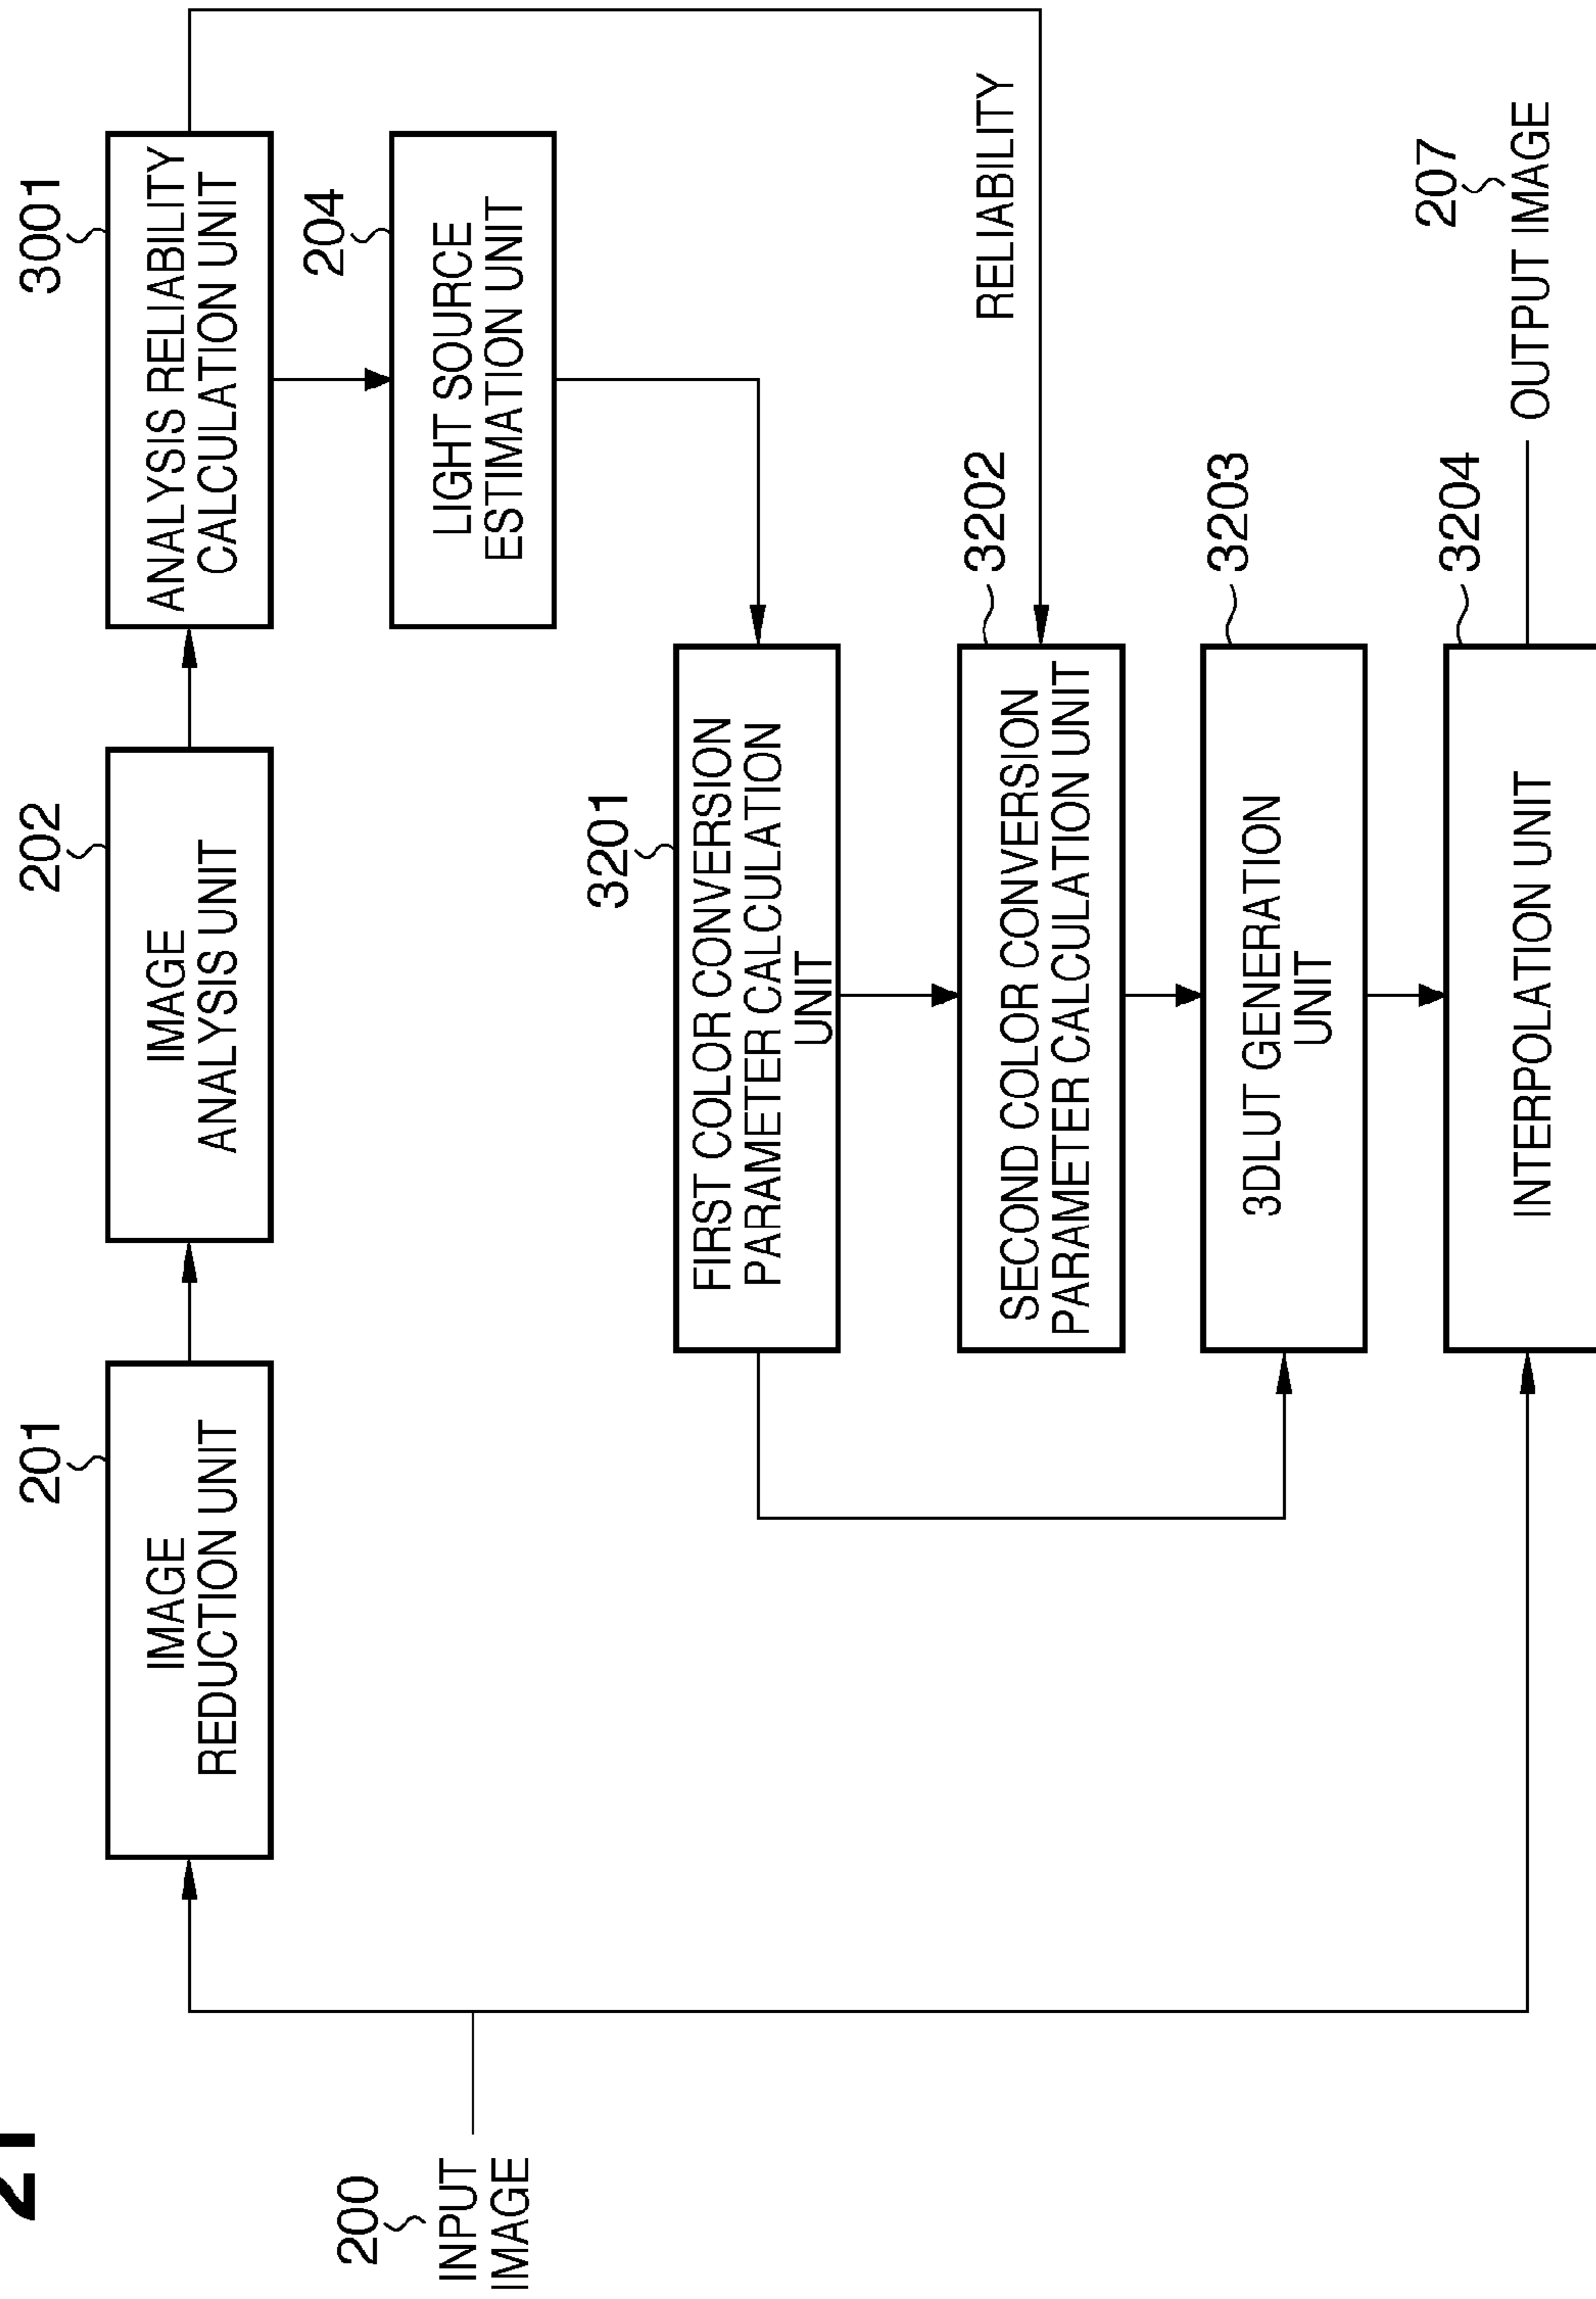 21
200
INPUT
IMAGE
201
IMAGE
REDUCTION UNIT
202
IMAGE
ANALYSIS UNIT
3001
ANALYSIS RELIABILITY
CALCULATION UNIT
204
LIGHT SOURCE
ESTIMATION UNIT
3201
FIRST COLOR CONVERSION
PARAMETER CALCULATION
UNIT
RELIABILITY
3202
SECOND COLOR CONVERSION
PARAMETER CALCULATION UNIT
3203
3DLUT GENERATION
UNIT
3204
INTERPOLATION UNIT
207
OUTPUT IMAGE